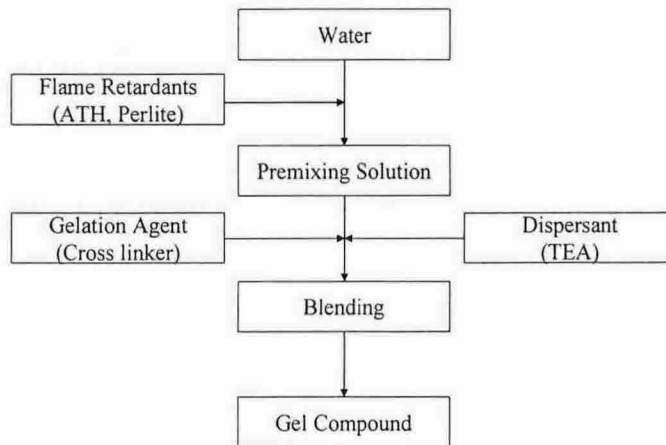 Water
Flame Retardants
(ATH, Perlite)
Premixing Solution
Gelation Agent
(Cross linker)
Dispersant
(TEA)
Blending
Gel Compound